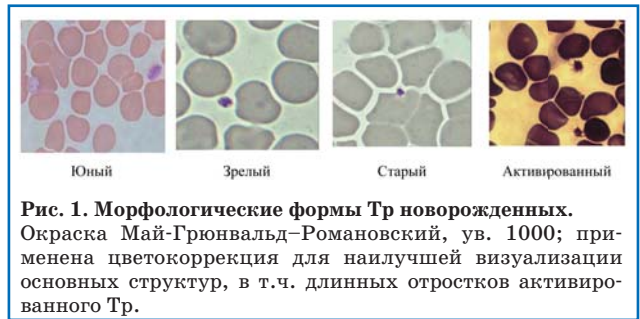 Юный Зрелый Старый Активированный
Рис. 1. Морфологические формы Тр новорожденных.
Окраска Май-Грюнвальд–Романовский, ув. 1000; при-
менена цветокоррекция для наилучшей визуализации
основных структур, в т.ч. длинных отростков активиро-
ванного Тр.